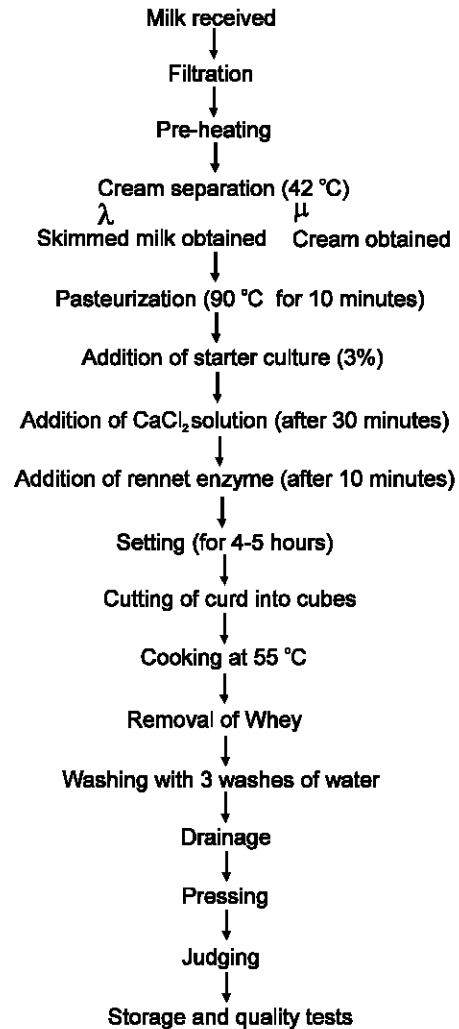 Milk received
Filtration
Pre-heating
Cream separation (42 °C)
λ μ
Skimmed milk obtained Cream obtained
Pasteurization (90 °C for 10 minutes)
Addition of starter culture (3%)
Addition of CaCl₂ solution (after 30 minutes)
Addition of rennet enzyme (after 10 minutes)
Setting (for 4-5 hours)
Cutting of curd into cubes
Cooking at 55 °C
Removal of Whey
Washing with 3 washes of water
Drainage
Pressing
Judging
Storage and quality tests